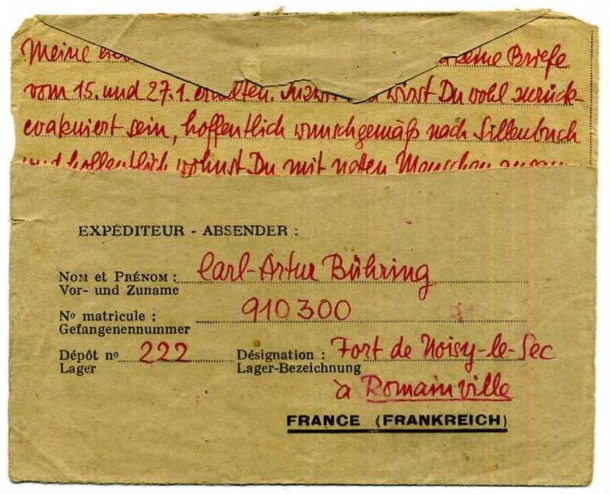 Meine Briefe
vom 15. und 27.1. erhalten. wirst Du wohl zurück-
evakuiert sein, hoffentlich wunschgemäß nach Sillenbuch
und hoffentlich wohnst Du mit netten Menschen
EXPÉDITEUR - ABSENDER :
NOM et PRÉNOM : Carl-Artur Bühring
Vor- und Zuname
Nº matricule : 910300
Gefangenennummer
Dépôt nº 222 Désignation : Fort de Noisy-le-Sec
Lager Lager-Bezeichnung
à Romainville
FRANCE (FRANKREICH)